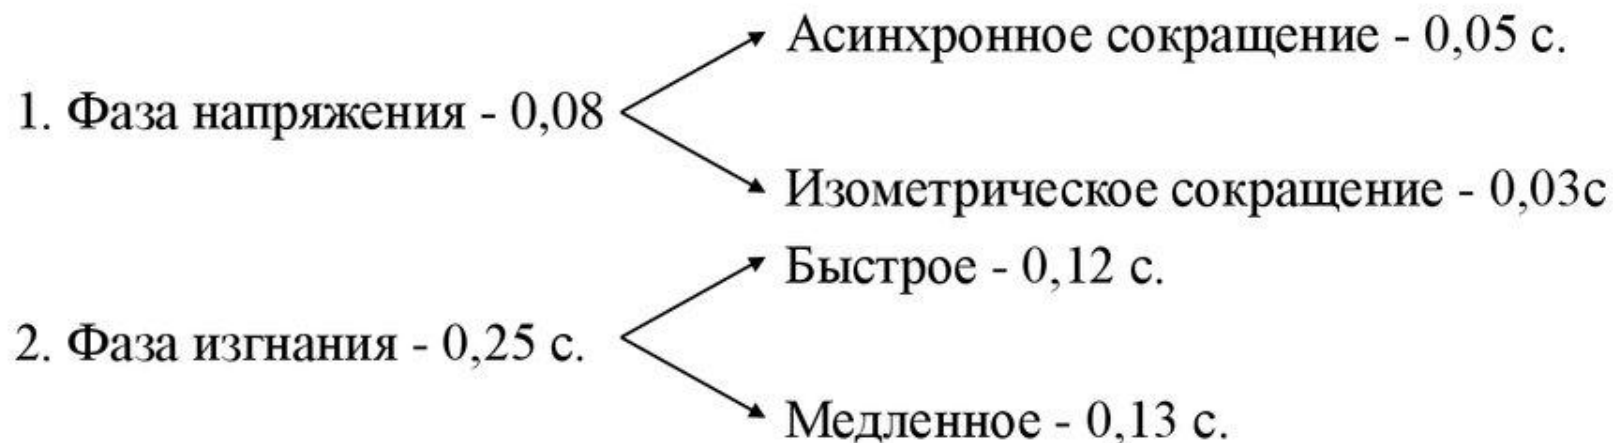 Асинхронное сокращение - 0,05 с.
1. Фаза напряжения - 0,08
Изометрическое сокращение - 0,03с
Быстрое - 0,12 с.
2. Фаза изгнания - 0,25 с.
Медленное - 0,13 с.